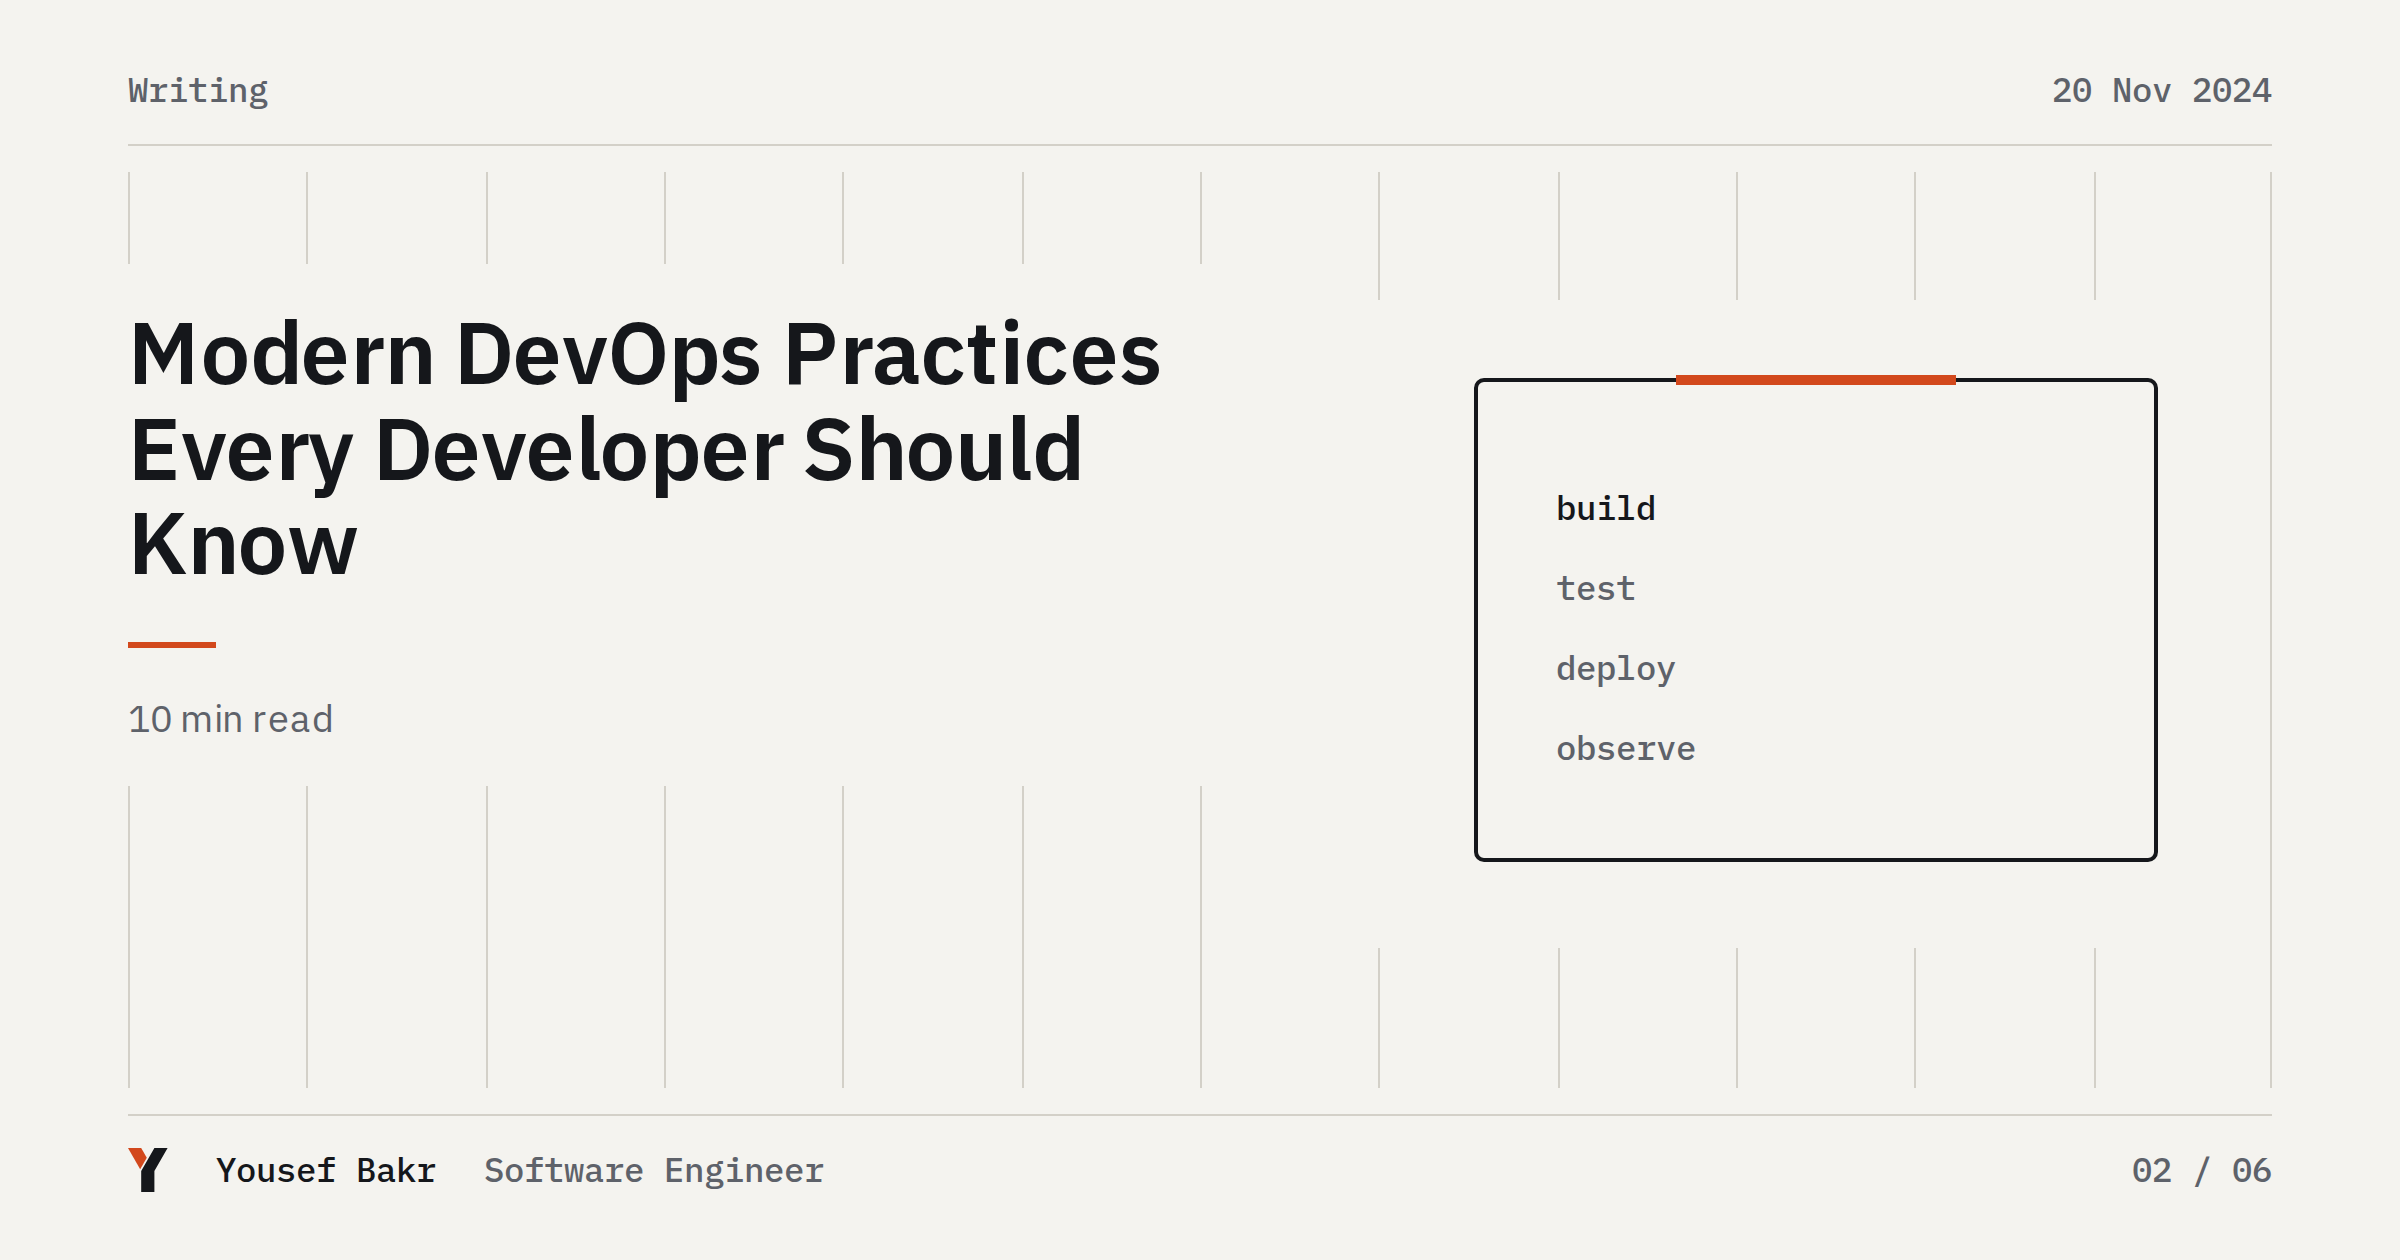 Writing
20 Nov 2024
Modern DevOps Practices
Every Developer Should
Know
10 min read
build
test
deploy
observe
Yousef Bakr
Software Engineer
02 / 06